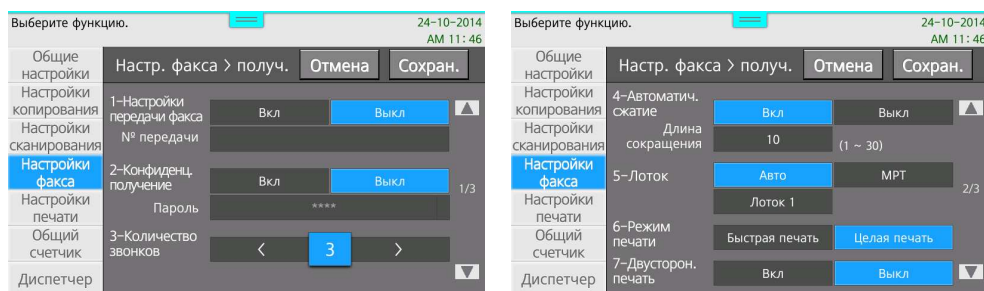 Выберите функцию.
24-10-2014
AM 11:46
Общие
настройки
Настройки
копирования
Настройки
сканирования
Настройки
факса
Настройки
печати
Общий
счетчик
Диспетчер
Настр. факса > получ.
Отмена
Сохран.
1-Настройки
передачи факса
Вкл
Выкл
№ передачи
2-Конфиденц.
получение
Вкл
Выкл
1/3
Пароль
****
3-Количество
звонков
<
3
>
Выберите функцию.
24-10-2014
AM 11:46
Общие
настройки
Настройки
копирования
Настройки
сканирования
Настройки
факса
Настройки
печати
Общий
счетчик
Диспетчер
Настр. факса > получ.
Отмена
Сохран.
4-Автоматич.
сжатие
Вкл
Выкл
Длина
сокращения
10
(1 ~ 30)
5-Лоток
Авто
МРТ
2/3
Лоток 1
6-Режим
печати
Быстрая печать
Целая печать
7-Двусторон.
печать
Вкл
Выкл